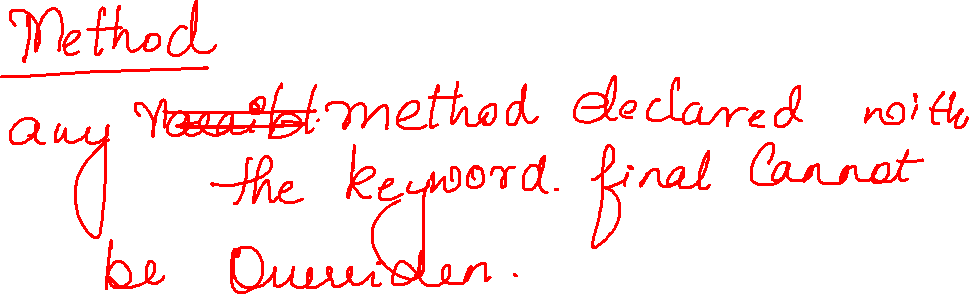 Method
any method declared with
the keyword. final Cannot
be Overriden.